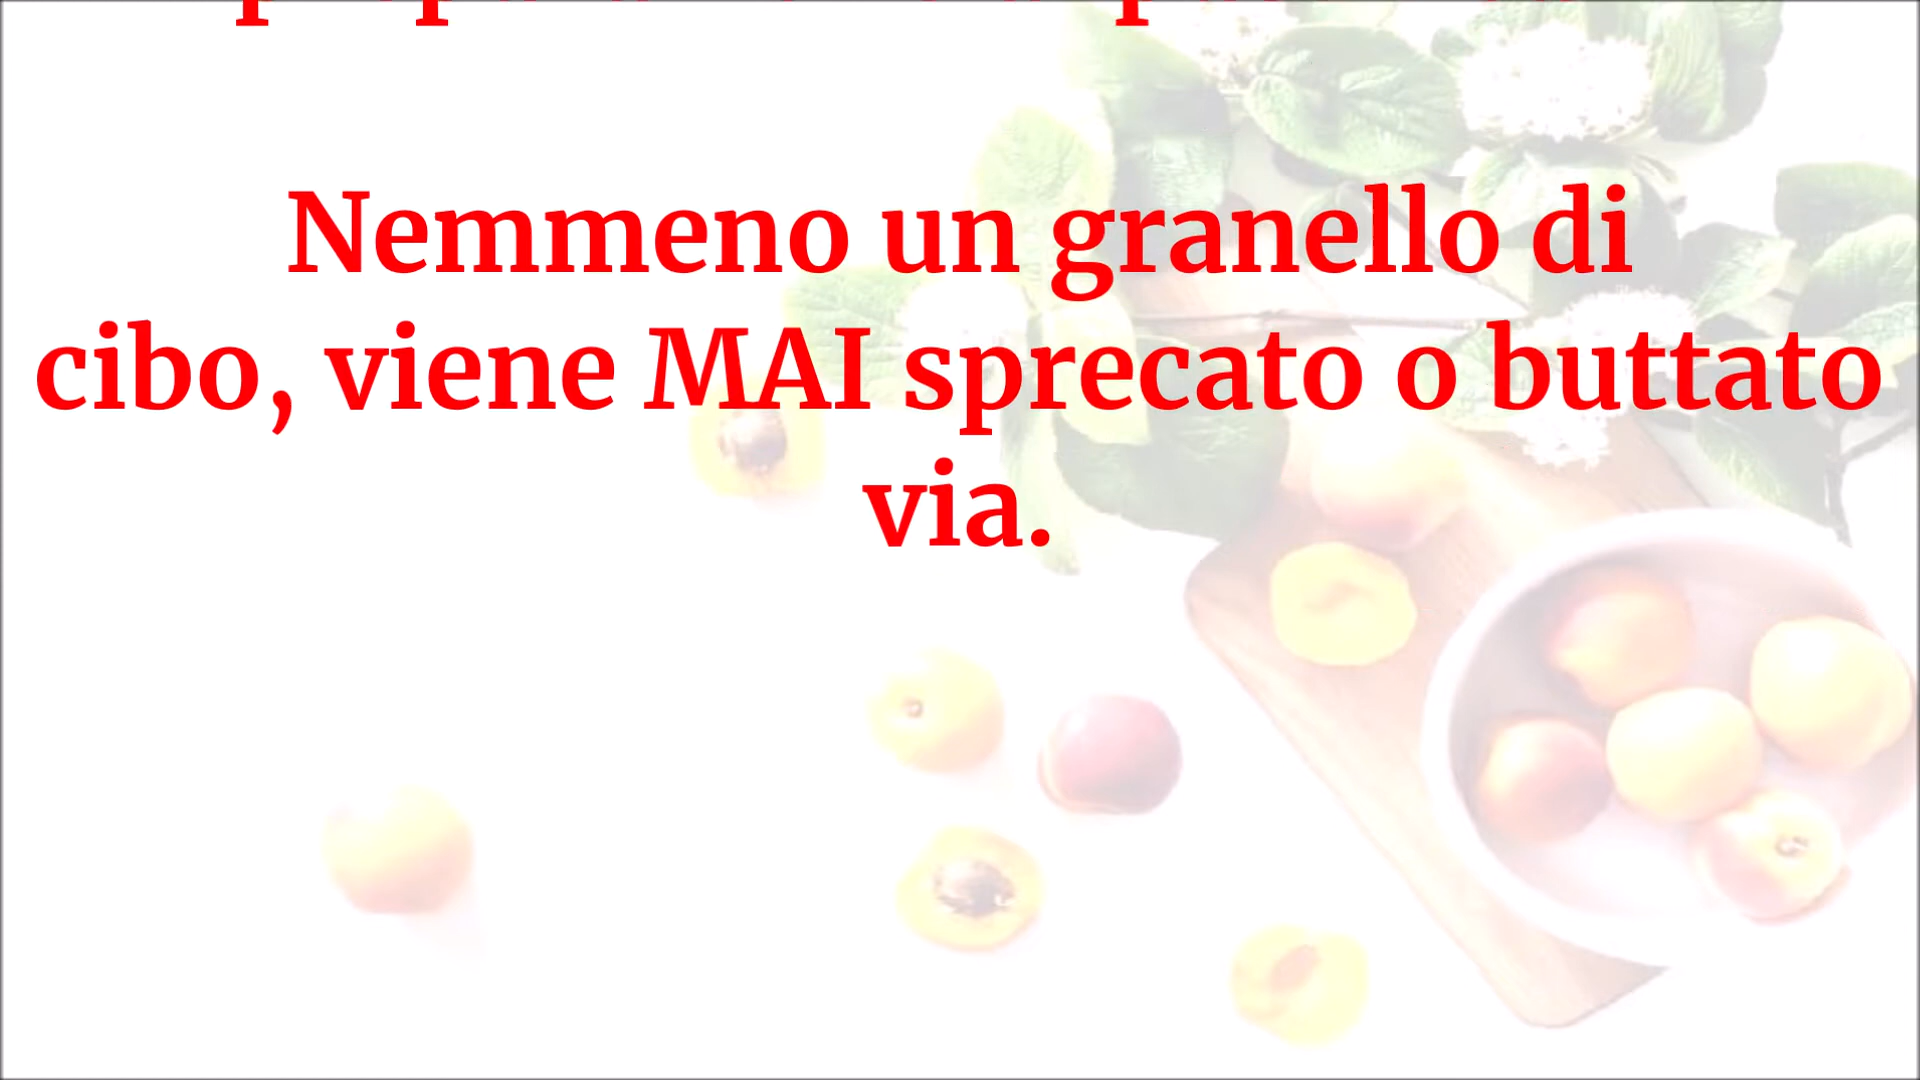 Nemmeno un granello di
cibo, viene MAI sprecato o buttato
via.